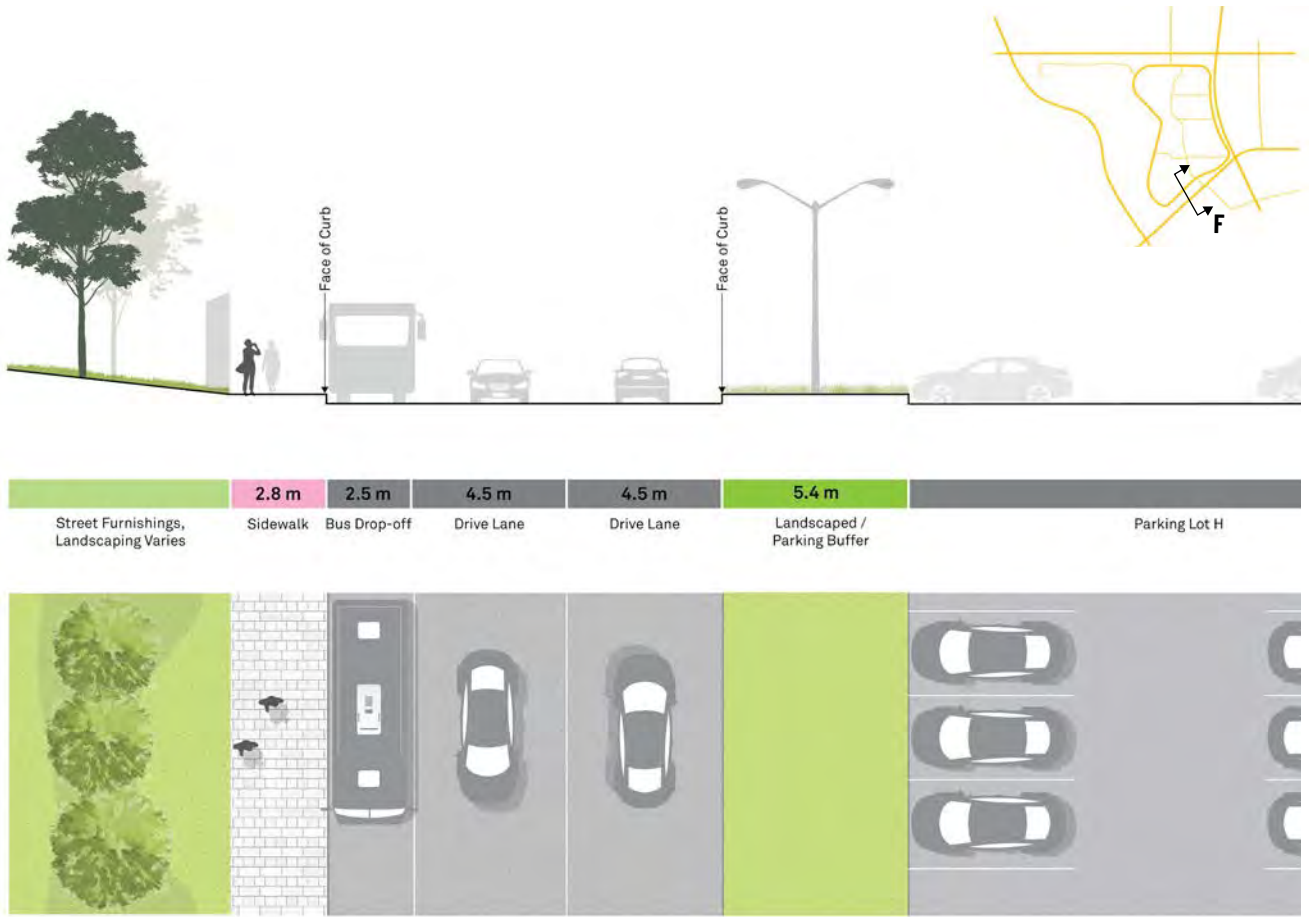 F
Face of Curb
Face of Curb
2.8 m
2.5 m
4.5 m
4.5 m
5.4 m
Street Furnishings,
Landscaping Varies
Sidewalk
Bus Drop-off
Drive Lane
Drive Lane
Landscaped /
Parking Buffer
Parking Lot H